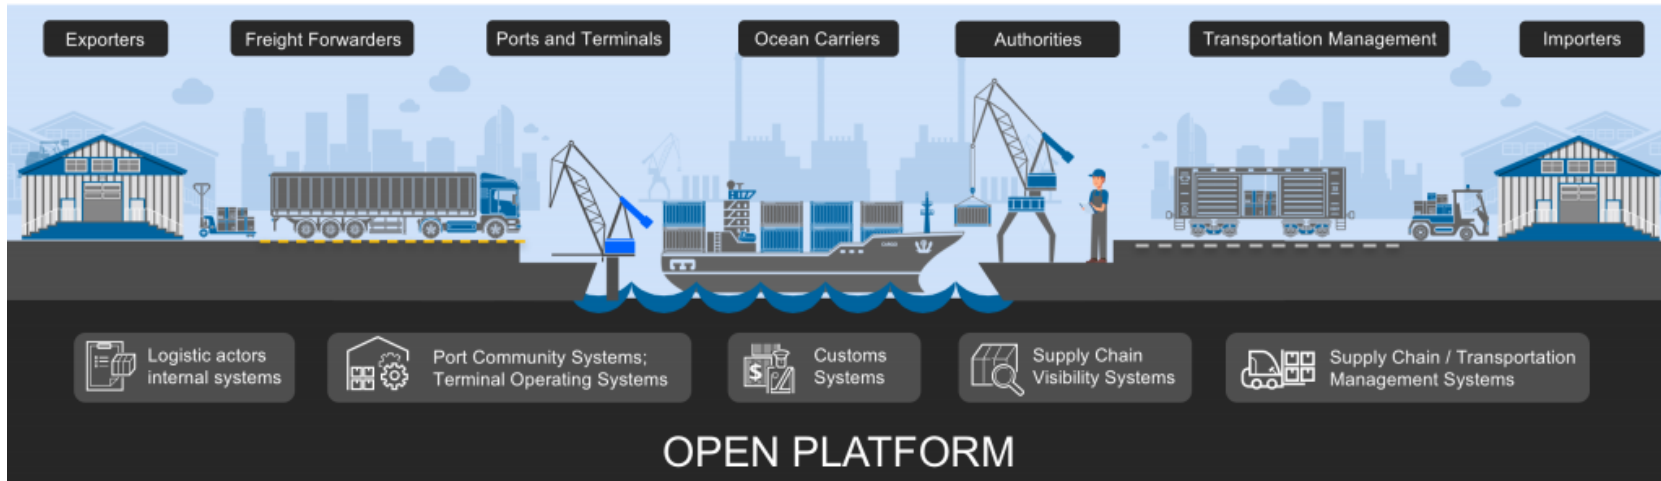 Exporters
Freight Forwarders
Ports and Terminals
Ocean Carriers
Authorities
Transportation Management
Importers
CARGO
Logistic actors
internal systems
Port Community Systems;
Terminal Operating Systems
$
Customs
Systems
Supply Chain
Visibility Systems
Supply Chain / Transportation
Management Systems
OPEN PLATFORM